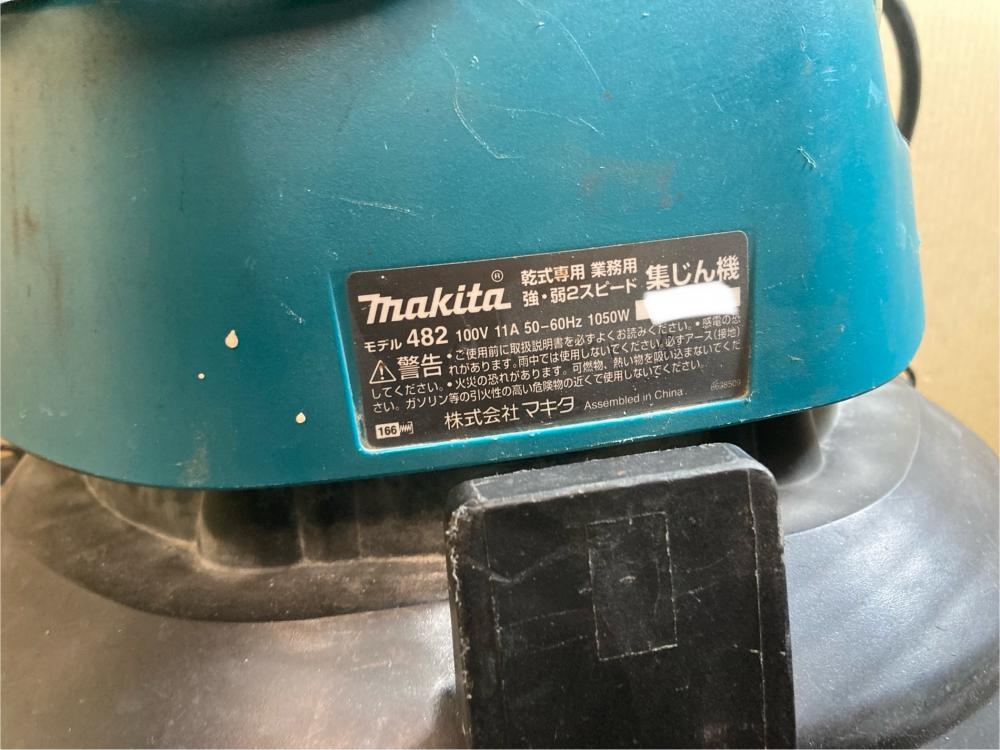 makita® 乾式専用 業務用 集じん機
強・弱2スピード
モデル 482 100V 11A 50-60Hz 1050W
⚠警告 ・ご使用前に取扱説明書を必ずよくお読みください。・感電の恐
れがあります。雨中では使用しないでください。必ずアース(接地)
してください。・火災の恐れがあります。可燃物、熱い物を吸い込まないでくだ
さい。ガソリン等の引火性の高い危険物の近くで使用しないでください。
166 株式会社マキタ Assembled in China